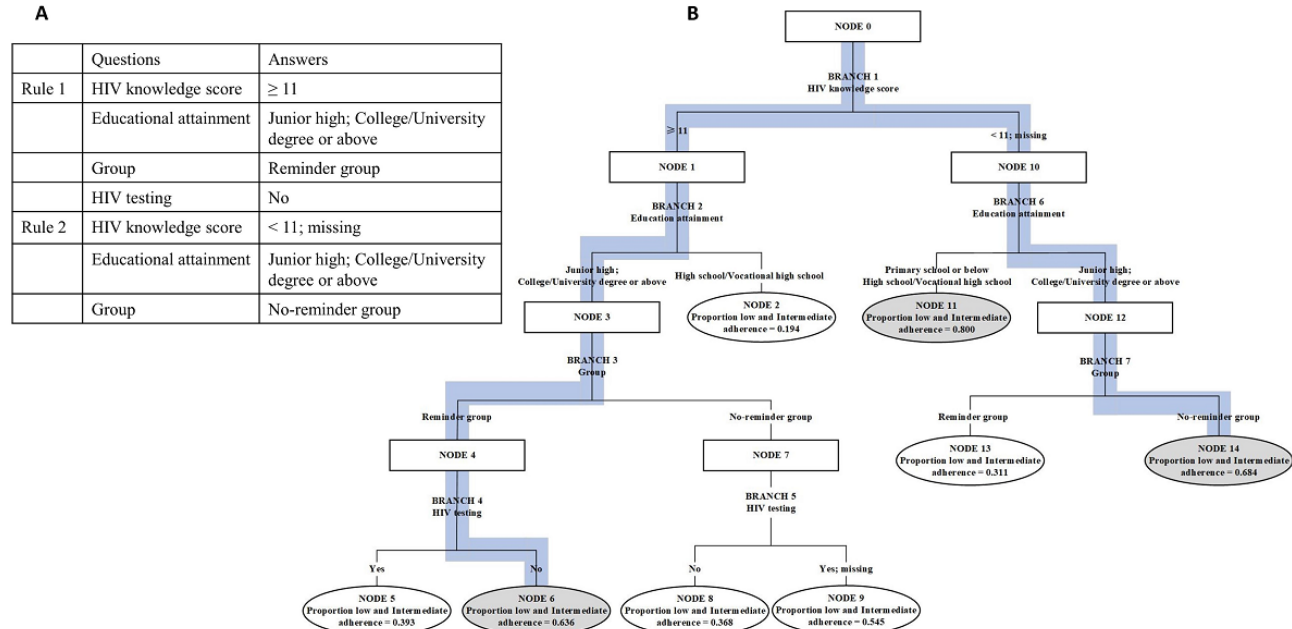 A
Questions Answers
Rule 1 HIV knowledge score ≥ 11
Educational attainment Junior high; College/University
degree or above
Group Reminder group
HIV testing No
Rule 2 HIV knowledge score < 11; missing
Educational attainment Junior high; College/University
degree or above
Group No-reminder group
B
NODE 0
BRANCH 1
HIV knowledge score
≥ 11
< 11; missing
NODE 1
NODE 10
BRANCH 2
Education attainment
BRANCH 6
Education attainment
Junior high;
College/University degree or above
High school/Vocational high school
Primary school or below
High school/Vocational high school
Junior high;
College/University degree or above
NODE 3
NODE 2
Proportion low and Intermediate
adherence = 0.194
NODE 11
Proportion low and Intermediate
adherence = 0.800
NODE 12
BRANCH 3
Group
BRANCH 7
Group
Reminder group
No-reminder group
Reminder group
No-reminder group
NODE 4
NODE 7
NODE 13
Proportion low and Intermediate
adherence = 0.311
NODE 14
Proportion low and Intermediate
adherence = 0.684
BRANCH 4
HIV testing
BRANCH 5
HIV testing
Yes
No
No
Yes; missing
NODE 5
Proportion low and Intermediate
adherence = 0.393
NODE 6
Proportion low and Intermediate
adherence = 0.636
NODE 8
Proportion low and Intermediate
adherence = 0.368
NODE 9
Proportion low and Intermediate
adherence = 0.545